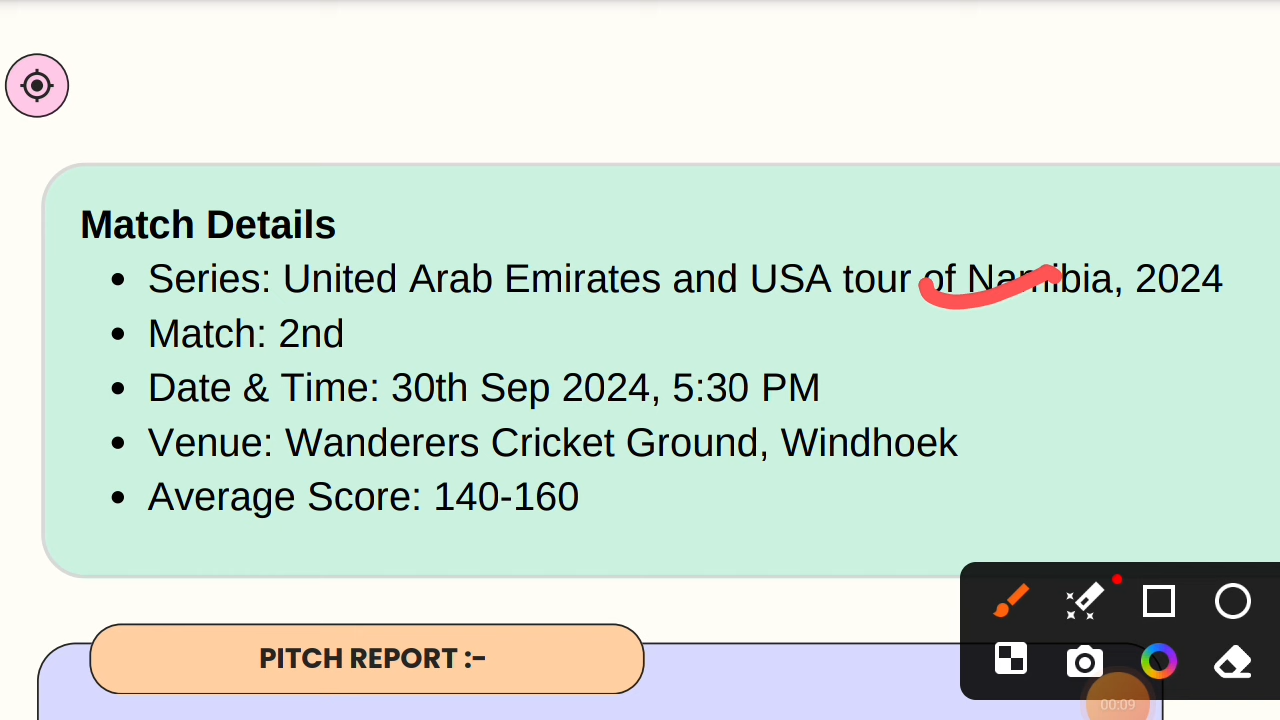 Match Details
Series: United Arab Emirates and USA tour of Namibia, 2024
Match: 2nd
Date & Time: 30th Sep 2024, 5:30 PM
Venue: Wanderers Cricket Ground, Windhoek
Average Score: 140-160
PITCH REPORT :-
00:09